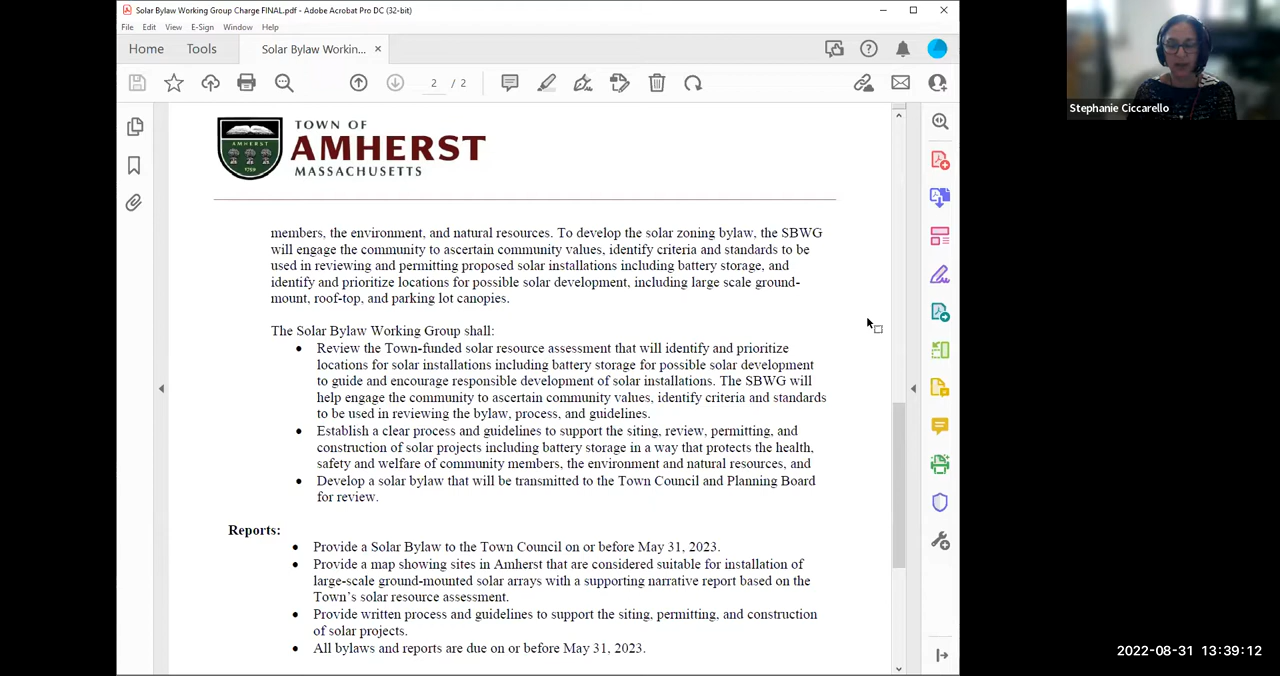 Solar Bylaw Working Group Charge FINAL.pdf - Adobe Acrobat Pro DC (32-bit)
File Edit View E-Sign Window Help
Home Tools Solar Bylaw Workin... ×
2 / 2
Stephanie Ciccarello
TOWN OF
AMHERST
MASSACHUSETTS
AMHERST
1759
members, the environment, and natural resources. To develop the solar zoning bylaw, the SBWG
will engage the community to ascertain community values, identify criteria and standards to be
used in reviewing and permitting proposed solar installations including battery storage, and
identify and prioritize locations for possible solar development, including large scale ground-
mount, roof-top, and parking lot canopies.
The Solar Bylaw Working Group shall:
• Review the Town-funded solar resource assessment that will identify and prioritize
locations for solar installations including battery storage for possible solar development
to guide and encourage responsible development of solar installations. The SBWG will
help engage the community to ascertain community values, identify criteria and standards
to be used in reviewing the bylaw, process, and guidelines.
• Establish a clear process and guidelines to support the siting, review, permitting, and
construction of solar projects including battery storage in a way that protects the health,
safety and welfare of community members, the environment and natural resources, and
• Develop a solar bylaw that will be transmitted to the Town Council and Planning Board
for review.
Reports:
• Provide a Solar Bylaw to the Town Council on or before May 31, 2023.
• Provide a map showing sites in Amherst that are considered suitable for installation of
large-scale ground-mounted solar arrays with a supporting narrative report based on the
Town's solar resource assessment.
• Provide written process and guidelines to support the siting, permitting, and construction
of solar projects.
• All bylaws and reports are due on or before May 31, 2023.
2022-08-31 13:39:12